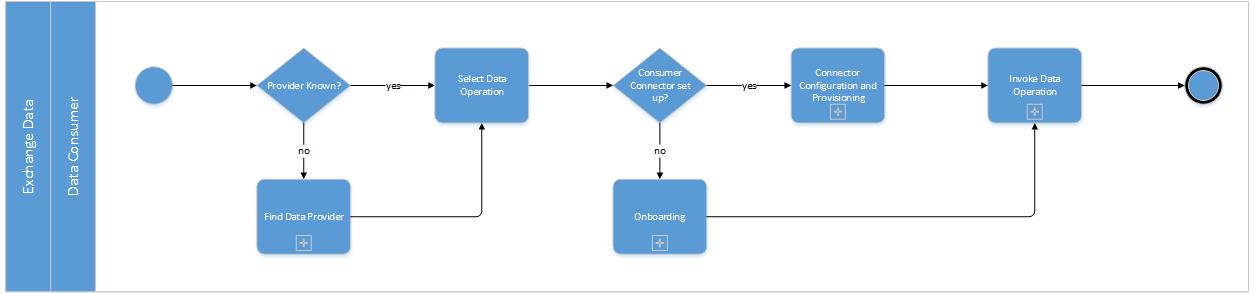 Exchange Data
Data Consumer
Provider Known?
yes
Select Data
Operation
Consumer
Connector set
up?
yes
Connector
Configuration and
Provisioning
Invoke Data
Operation
no
no
Find Data Provider
Onboarding